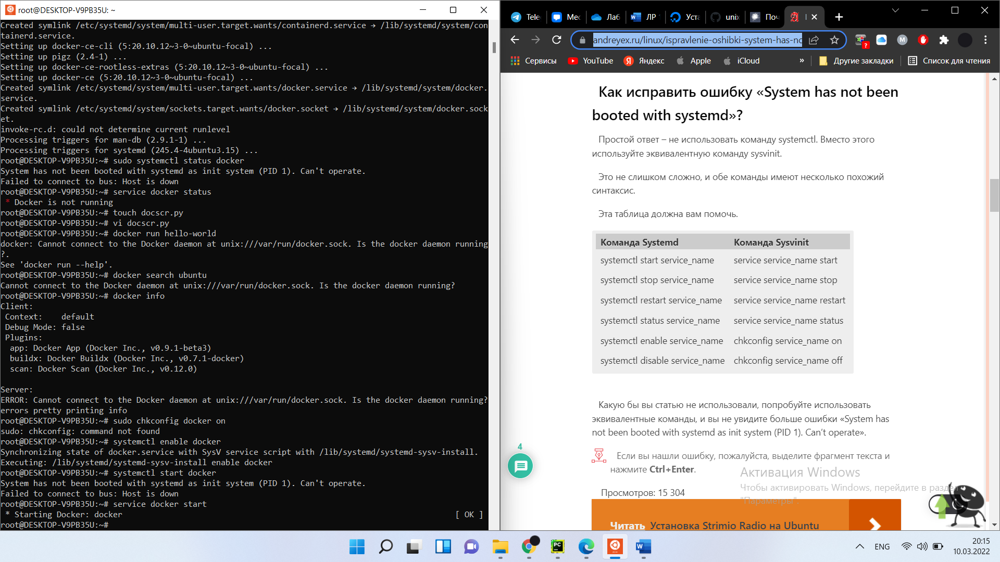 root@DESKTOP-V9PB35U: ~
Created symlink /etc/systemd/system/multi-user.target.wants/containerd.service → /lib/systemd/system/con
tainerd.service.
Setting up docker-ce-cli (5:20.10.12~3-0~ubuntu-focal) ...
Setting up pigz (2.4-1) ...
Setting up docker-ce-rootless-extras (5:20.10.12~3-0~ubuntu-focal) ...
Setting up docker-ce (5:20.10.12~3-0~ubuntu-focal) ...
Created symlink /etc/systemd/system/multi-user.target.wants/docker.service → /lib/systemd/system/docker.
service.
Created symlink /etc/systemd/system/sockets.target.wants/docker.socket → /lib/systemd/system/docker.sock
et.
invoke-rc.d: could not determine current runlevel
Processing triggers for man-db (2.9.1-1) ...
Processing triggers for systemd (245.4-4ubuntu3.15) ...
root@DESKTOP-V9PB35U:~# sudo systemctl status docker
System has not been booted with systemd as init system (PID 1). Can't operate.
Failed to connect to bus: Host is down
root@DESKTOP-V9PB35U:~# service docker status
* Docker is not running
root@DESKTOP-V9PB35U:~# touch docscr.py
root@DESKTOP-V9PB35U:~# vi docscr.py
root@DESKTOP-V9PB35U:~# docker run hello-world
docker: Cannot connect to the Docker daemon at unix:///var/run/docker.sock. Is the docker daemon running
?.
See 'docker run --help'.
root@DESKTOP-V9PB35U:~# docker search ubuntu
Cannot connect to the Docker daemon at unix:///var/run/docker.sock. Is the docker daemon running?
root@DESKTOP-V9PB35U:~# docker info
Client:
Context:    default
Debug Mode: false
Plugins:
app: Docker App (Docker Inc., v0.9.1-beta3)
buildx: Docker Buildx (Docker Inc., v0.7.1-docker)
scan: Docker Scan (Docker Inc., v0.12.0)
Server:
ERROR: Cannot connect to the Docker daemon at unix:///var/run/docker.sock. Is the docker daemon running?
errors pretty printing info
root@DESKTOP-V9PB35U:~# sudo chkconfig docker on
sudo: chkconfig: command not found
root@DESKTOP-V9PB35U:~# systemctl enable docker
Synchronizing state of docker.service with SysV service script with /lib/systemd/systemd-sysv-install.
Executing: /lib/systemd/systemd-sysv-install enable docker
root@DESKTOP-V9PB35U:~# systemctl start docker
System has not been booted with systemd as init system (PID 1). Can't operate.
Failed to connect to bus: Host is down
root@DESKTOP-V9PB35U:~# service docker start
* Starting Docker: docker [ OK ]
root@DESKTOP-V9PB35U:~#
Tele Мес Лаб ЛР Уста unix Поч
andreyex.ru/linux/ispravlenie-oshibki-system-has-no
Сервисы YouTube Яндекс Apple iCloud » Другие закладки Список для чтения
Как исправить ошибку «System has not been
booted with systemd»?
Простой ответ – не использовать команду systemctl. Вместо этого
используйте эквивалентную команду sysvinit.
Это не слишком сложно, и обе команды имеют несколько похожий
синтаксис.
Эта таблица должна вам помочь.
Команда Systemd Команда Sysvinit
systemctl start service_name service service_name start
systemctl stop service_name service service_name stop
systemctl restart service_name service service_name restart
systemctl status service_name service service_name status
systemctl enable service_name chkconfig service_name on
systemctl disable service_name chkconfig service_name off
Какую бы вы статью не использовали, попробуйте использовать
эквивалентные команды, и вы не увидите больше ошибки «System has
not been booted with systemd as init system (PID 1). Can’t operate».
4
Если вы нашли ошибку, пожалуйста, выделите фрагмент текста и
нажмите Ctrl+Enter.
Активация Windows
Чтобы активировать Windows, перейдите в раздел
"Параметры".
Просмотров: 15 304
Читать Установка Strimio Radio на Ubuntu
ENG
20:15
10.03.2022